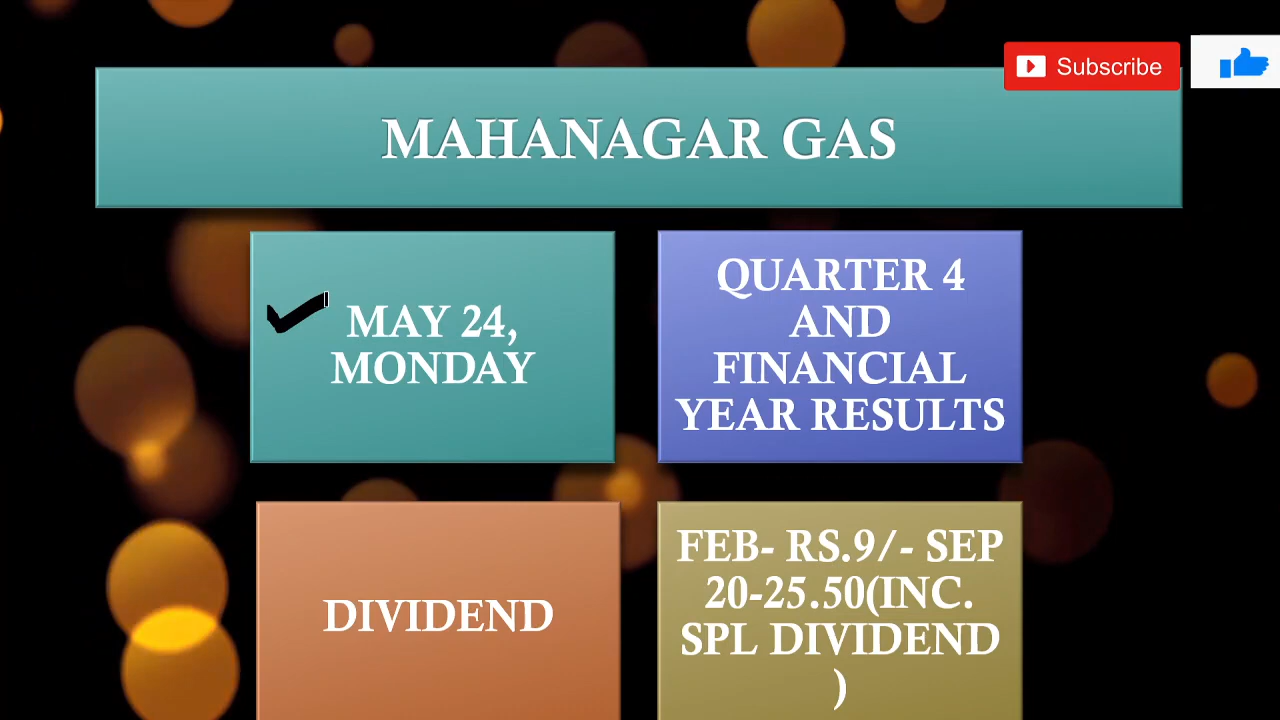 Subscribe
MAHANAGAR GAS
MAY 24,
MONDAY
QUARTER 4
AND
FINANCIAL
YEAR RESULTS
DIVIDEND
FEB- RS.9/- SEP
20-25.50(INC.
SPL DIVIDEND
)